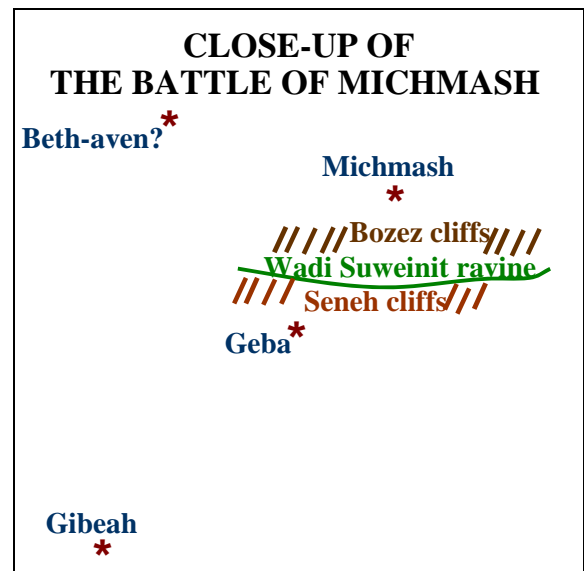 CLOSE-UP OF
THE BATTLE OF MICHMASH
Beth-aven?
Michmash
Bozez cliffs
Wadi Suweinit ravine
Seneh cliffs
Geba
Gibeah